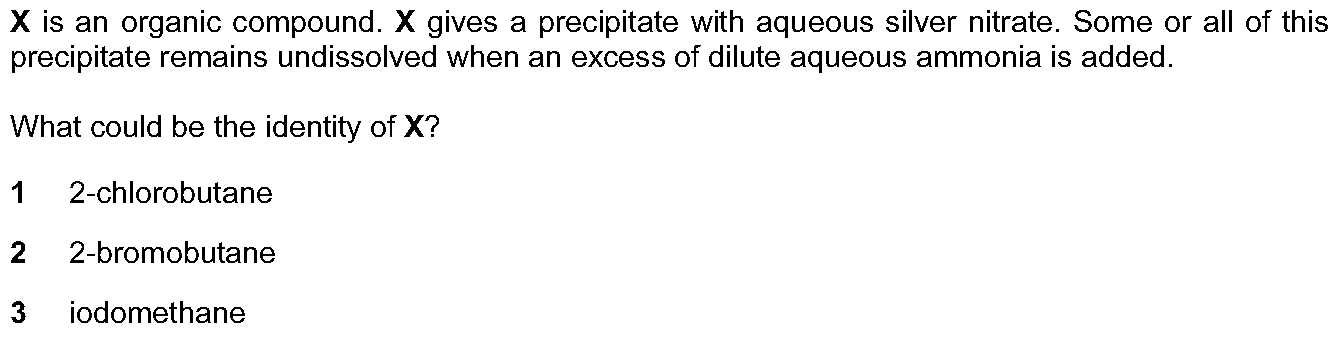 X is an organic compound. X gives a precipitate with aqueous silver nitrate. Some or all of this
precipitate remains undissolved when an excess of dilute aqueous ammonia is added.
What could be the identity of X?
1 2-chlorobutane
2 2-bromobutane
3 iodomethane